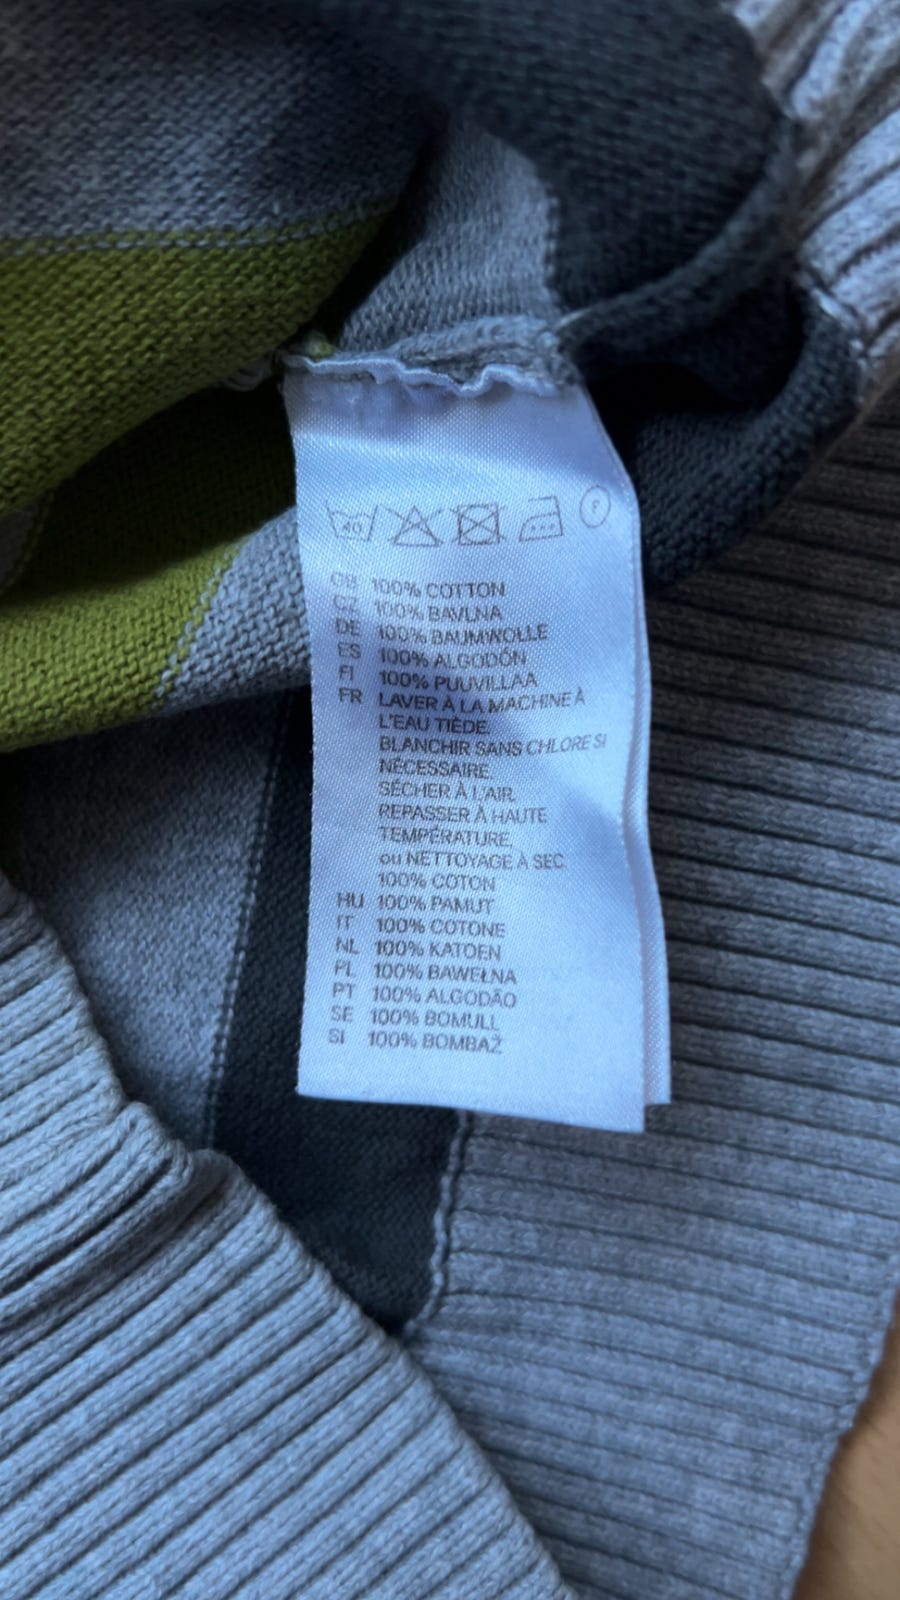 40 P
GB 100% COTTON
CZ 100% BAVLNA
DE 100% BAUMWOLLE
ES 100% ALGODÓN
FI 100% PUUVILLAA
FR LAVER À LA MACHINE À
L'EAU TIÈDE.
BLANCHIR SANS CHLORE SI
NÉCESSAIRE.
SÉCHER À L'AIR.
REPASSER À HAUTE
TEMPÉRATURE,
ou NETTOYAGE À SEC
100% COTON
HU 100% PAMUT
IT 100% COTONE
NL 100% KATOEN
PL 100% BAWEŁNA
PT 100% ALGODÃO
SE 100% BOMULL
SI 100% BOMBAŽ